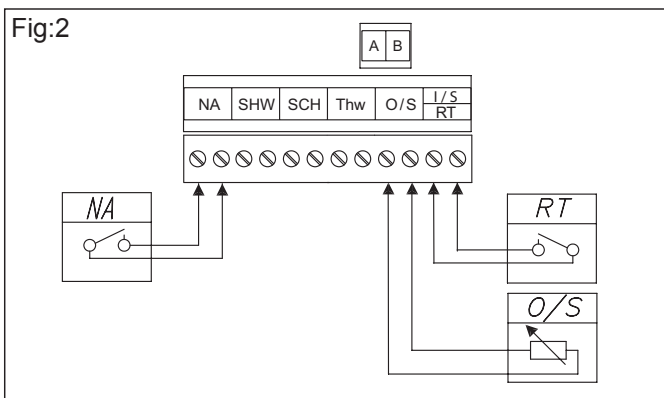 Fig:2
A B
NA SHW SCH Thw O/S I/S
RT
NA
RT
O/S